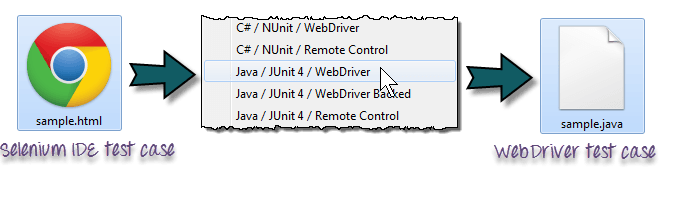 C# / NUnit / WebDriver
C# / NUnit / Remote Control
Java / JUnit 4 / WebDriver
Java / JUnit 4 / WebDriver Backed
Java / JUnit 4 / Remote Control
sample.html
sample.java
Selenium IDE test case
WebDriver test case